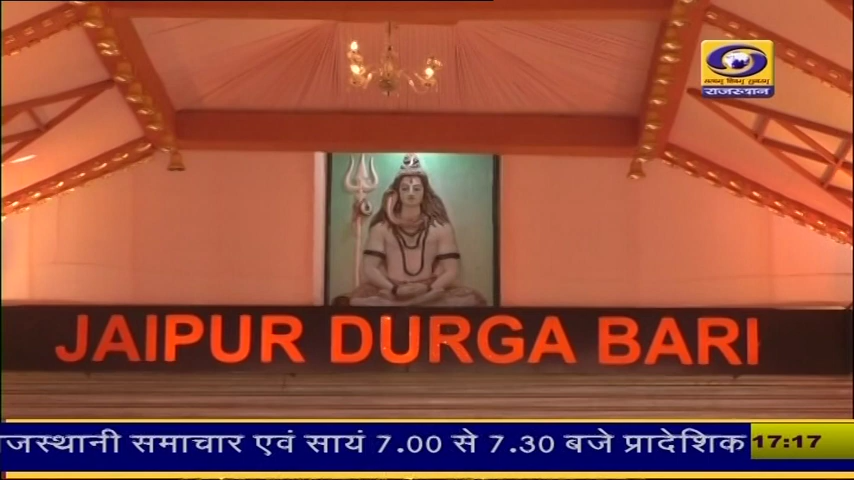 राजस्थान
JAIPUR DURGA BARI
जस्थानी समाचार एवं सायं 7.00 से 7.30 बजे प्रादेशिक
17:17